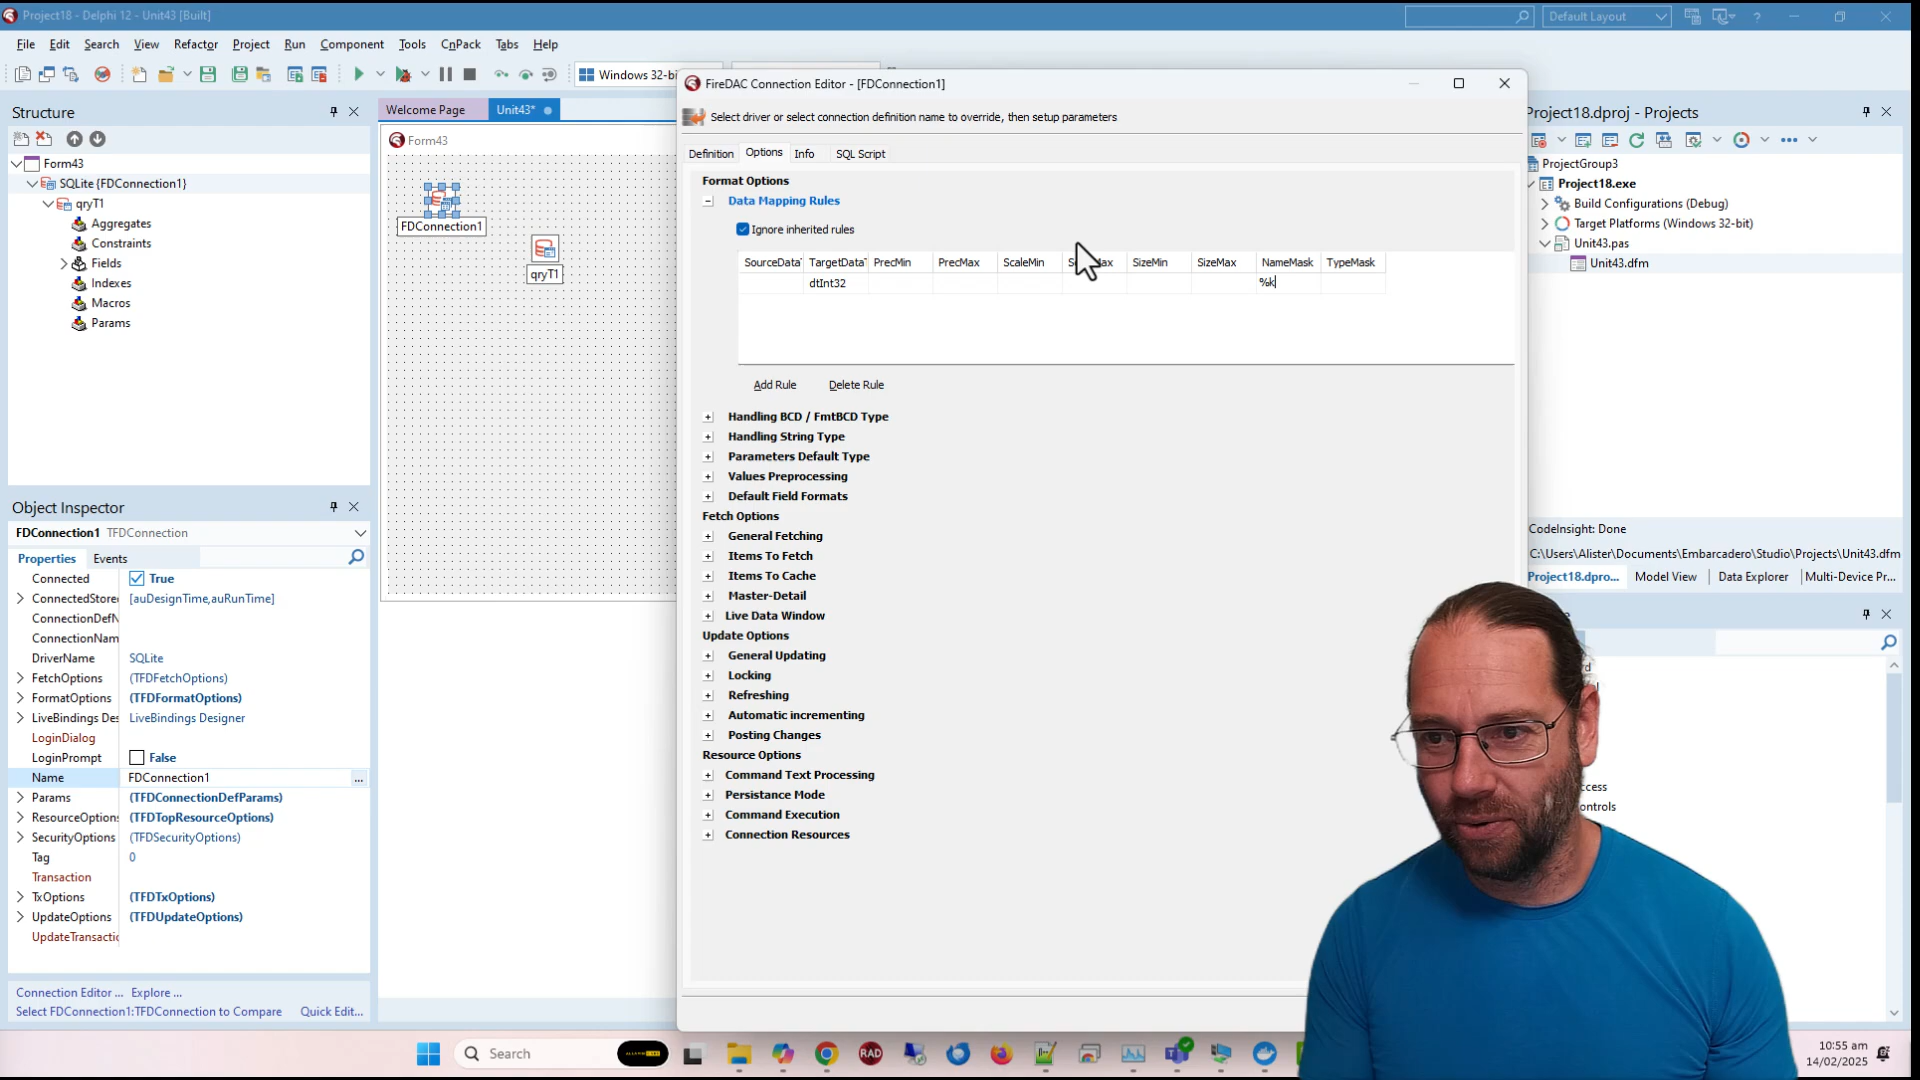 Project18 - Delphi 12 - Unit43 [Built]
Default Layout
File Edit Search View Refactor Project Run Component Tools CnPack Tabs Help
Windows 32-bi
Structure
Form43
SQLite {FDConnection1}
qryT1
Aggregates
Constraints
Fields
Indexes
Macros
Params
Welcome Page
Unit43*
Form43
FDConnection1
qryT1
FireDAC Connection Editor - [FDConnection1]
Select driver or select connection definition name to override, then setup parameters
Definition Options Info SQL Script
Format Options
Data Mapping Rules
Ignore inherited rules
SourceDataT TargetDataT PrecMin PrecMax ScaleMin Max SizeMin SizeMax NameMask TypeMask
dtInt32 %k
Add Rule Delete Rule
Handling BCD / FmtBCD Type
Handling String Type
Parameters Default Type
Values Preprocessing
Default Field Formats
Fetch Options
General Fetching
Items To Fetch
Items To Cache
Master-Detail
Live Data Window
Update Options
General Updating
Locking
Refreshing
Automatic incrementing
Posting Changes
Resource Options
Command Text Processing
Persistance Mode
Command Execution
Connection Resources
Project18.dproj - Projects
ProjectGroup3
Project18.exe
Build Configurations (Debug)
Target Platforms (Windows 32-bit)
Unit43.pas
Unit43.dfm
CodeInsight: Done
C:\Users\Alister\Documents\Embarcadero\Studio\Projects\Unit43.dfm
Project18.dpro... Model View Data Explorer Multi-Device Pr...
ccess
ontrols
Object Inspector
FDConnection1 TFDConnection
Properties Events
Connected True
ConnectedStore [auDesignTime,auRunTime]
ConnectionDefN
ConnectionNam
DriverName SQLite
FetchOptions (TFDFetchOptions)
FormatOptions (TFDFormatOptions)
LiveBindings Des LiveBindings Designer
LoginDialog
LoginPrompt False
Name FDConnection1 ...
Params (TFDConnectionDefParams)
ResourceOptions (TFDTopResourceOptions)
SecurityOptions (TFDSecurityOptions)
Tag 0
Transaction
TxOptions (TFDTxOptions)
UpdateOptions (TFDUpdateOptions)
UpdateTransactic
Connection Editor ... Explore ...
Select FDConnection1:TFDConnection to Compare Quick Edit...
Search
RAD
10:55 am
14/02/2025